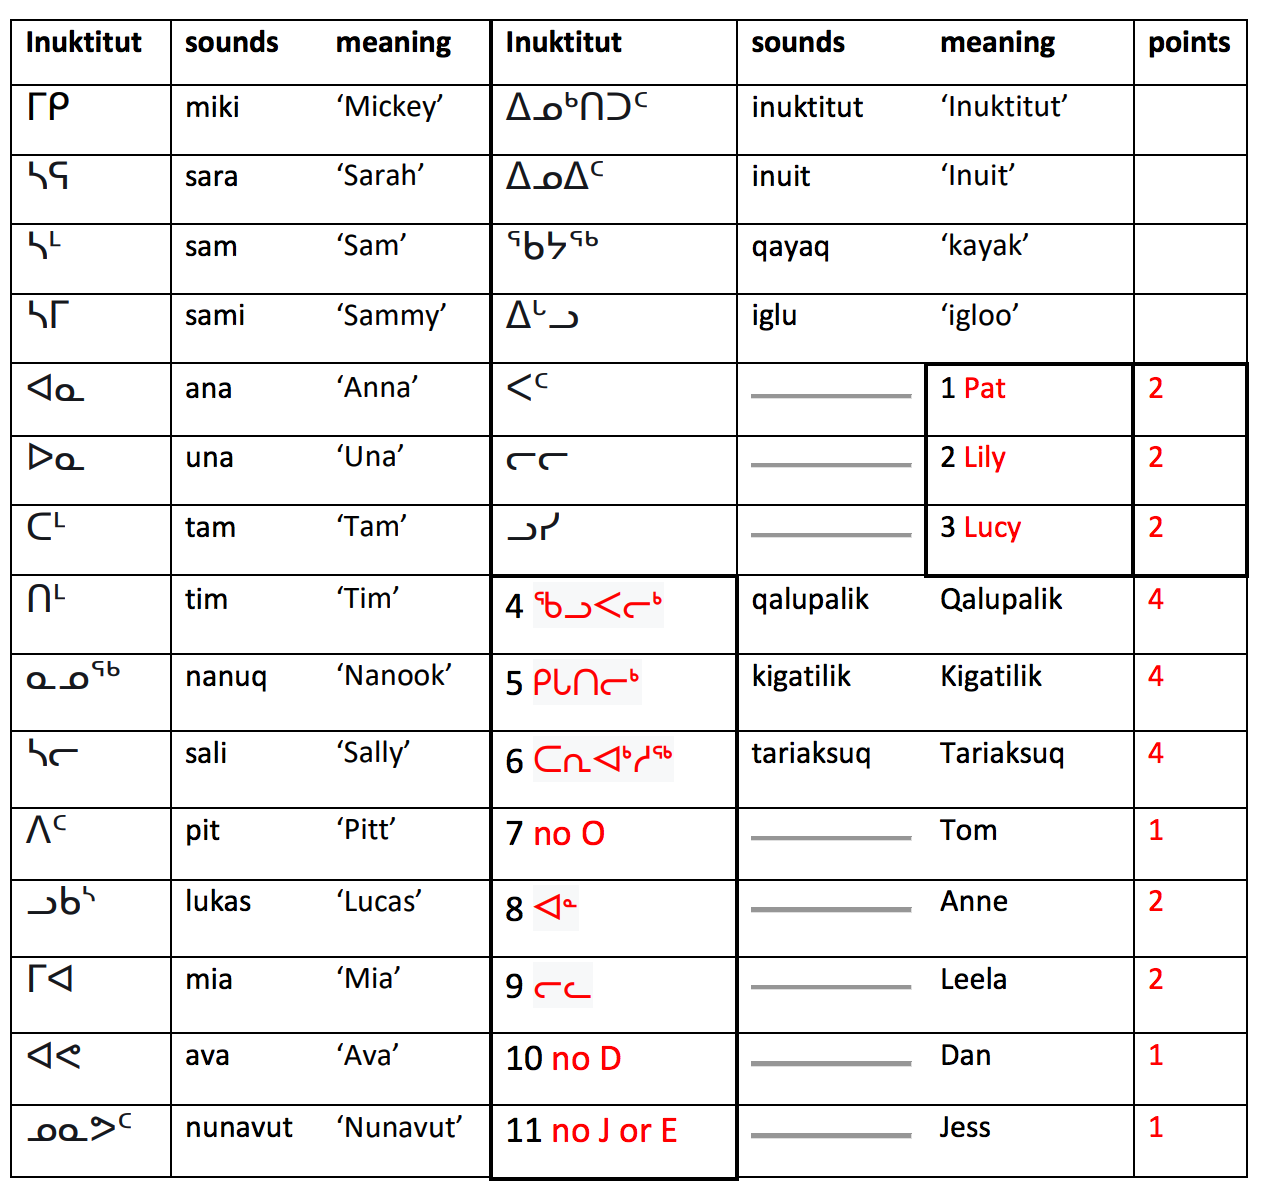 Inuktitut sounds meaning Inuktitut sounds meaning points
ᒥᑭ miki ‘Mickey’ ᐃᓄᒃᑎᑐᑦ inuktitut ‘Inuktitut’
ᓴᕋ sara ‘Sarah’ ᐃᓄᐃᑦ inuit ‘Inuit’
ᓴᒻ sam ‘Sam’ ᖃᔭᖅ qayaq ‘kayak’
ᓴᒥ sami ‘Sammy’ ᐃᒡᓗ iglu ‘igloo’
ᐊᓇ ana ‘Anna’ ᐸᑦ 1 Pat 2
ᐅᓇ una ‘Una’ ᓕᓕ 2 Lily 2
ᑕᒻ tam ‘Tam’ ᓗᓯ 3 Lucy 2
ᑎᒻ tim ‘Tim’ 4 ᖃᓗᐸᓕᒃ qalupalik Qalupalik 4
ᓇᓄᖅ nanuq ‘Nanook’ 5 ᑭᒐᑎᓕᒃ kigatilik Kigatilik 4
ᓴᓕ sali ‘Sally’ 6 ᑕᕆᐊᒃᓱᖅ tariaksuq Tariaksuq 4
ᐱᑦ pit ‘Pitt’ 7 no O Tom 1
ᓗᑲᔅ lukas ‘Lucas’ 8 ᐊᓐ Anne 2
ᒥᐊ mia ‘Mia’ 9 ᓕᓚ Leela 2
ᐊᕙ ava ‘Ava’ 10 no D Dan 1
ᓄᓇᕗᑦ nunavut ‘Nunavut’ 11 no J or E Jess 1